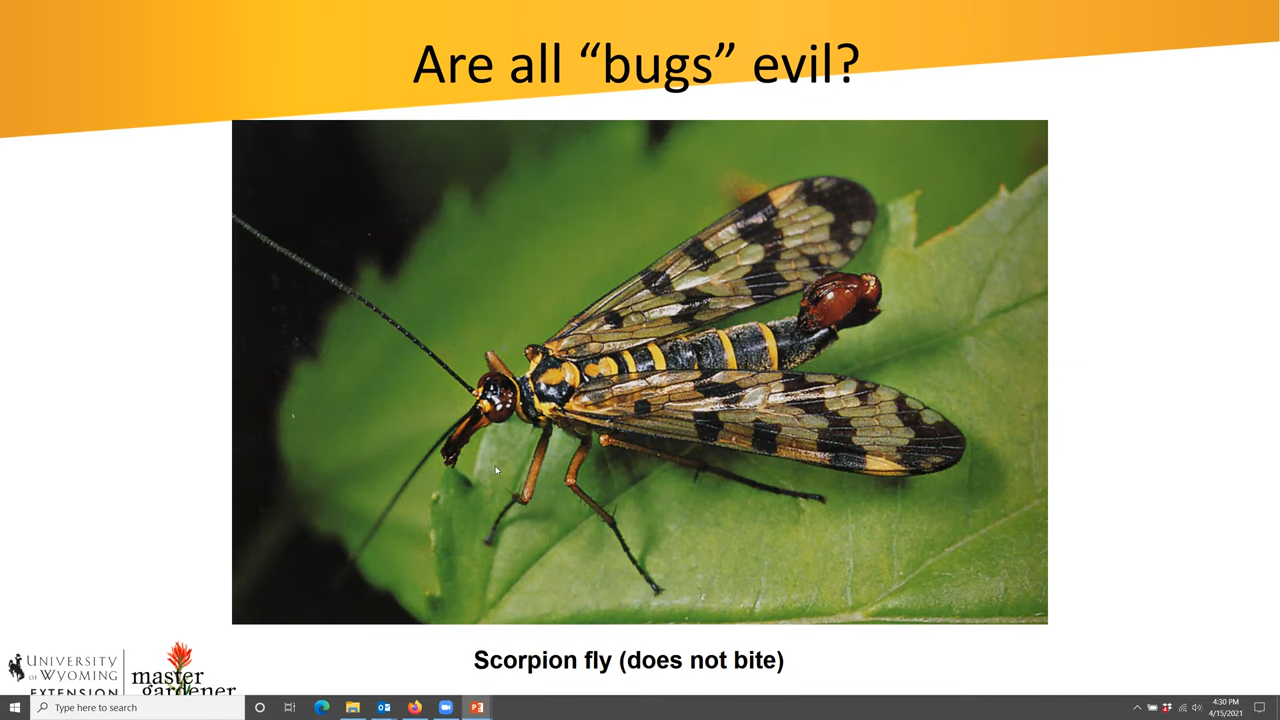 Are all “bugs” evil?
Scorpion fly (does not bite)
UNIVERSITY
OF WYOMING
EXTENSION
master
gardener
Type here to search
4:30 PM
4/15/2021